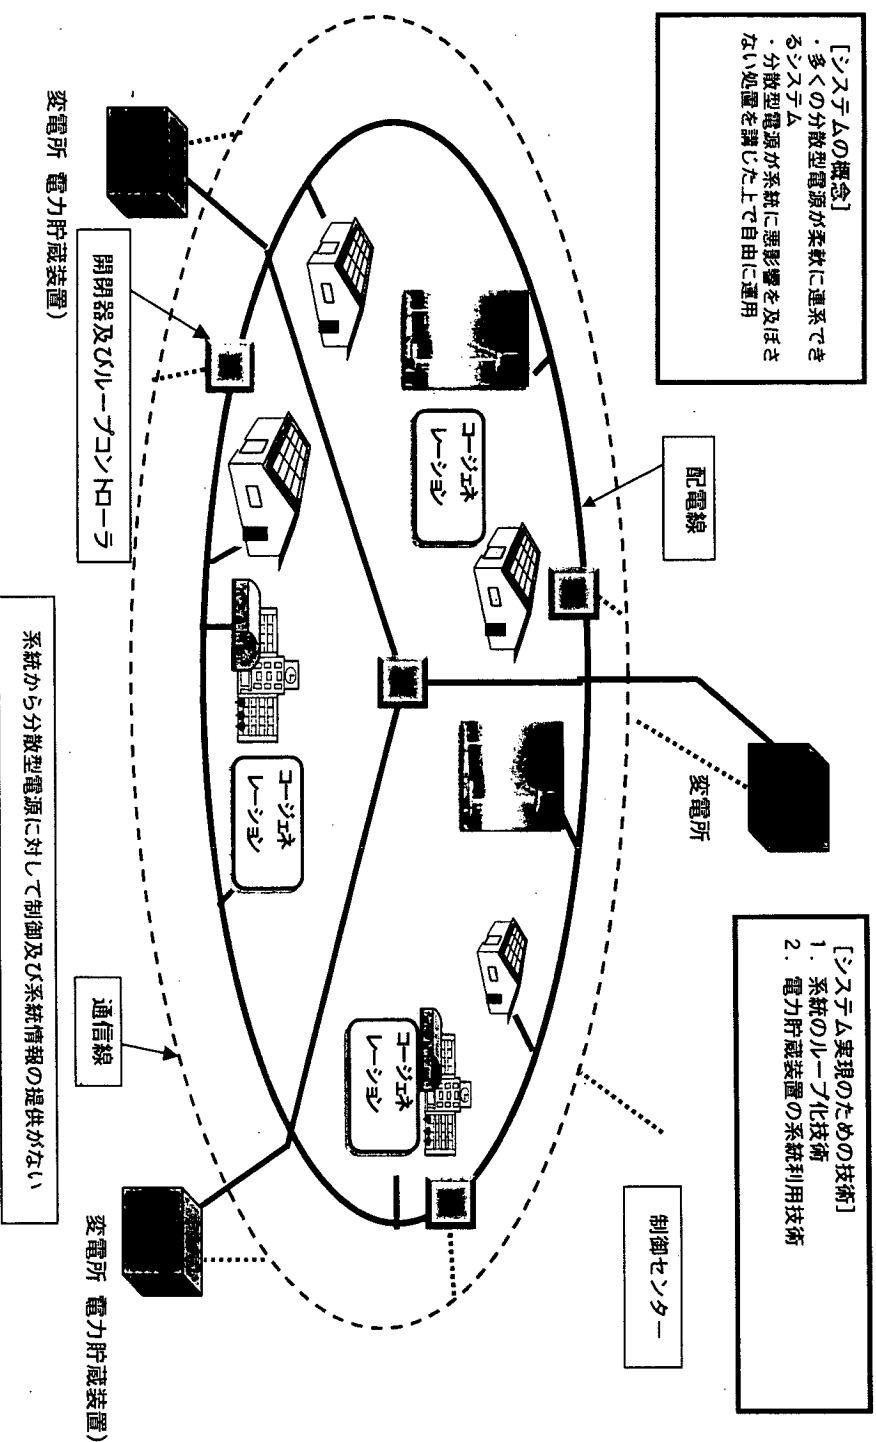 [システムの概念]
・多くの分散型電源が柔軟に連系でき
るシステム
・分散型電源が系統に悪影響を及ぼさ
ない処置を講じた上で自由に運用
[システム実現のための技術]
1. 系統のループ化技術
2. 電力貯蔵装置の系統利用技術
配電線
変電所
制御センター
コージェネ
レーション
コージェネ
レーション
コージェネ
レーション
変電所 電力貯蔵装置)
開閉器及びループコントローラ
通信線
変電所 電力貯蔵装置)
系統から分散型電源に対して制御及び系統情報の提供がない